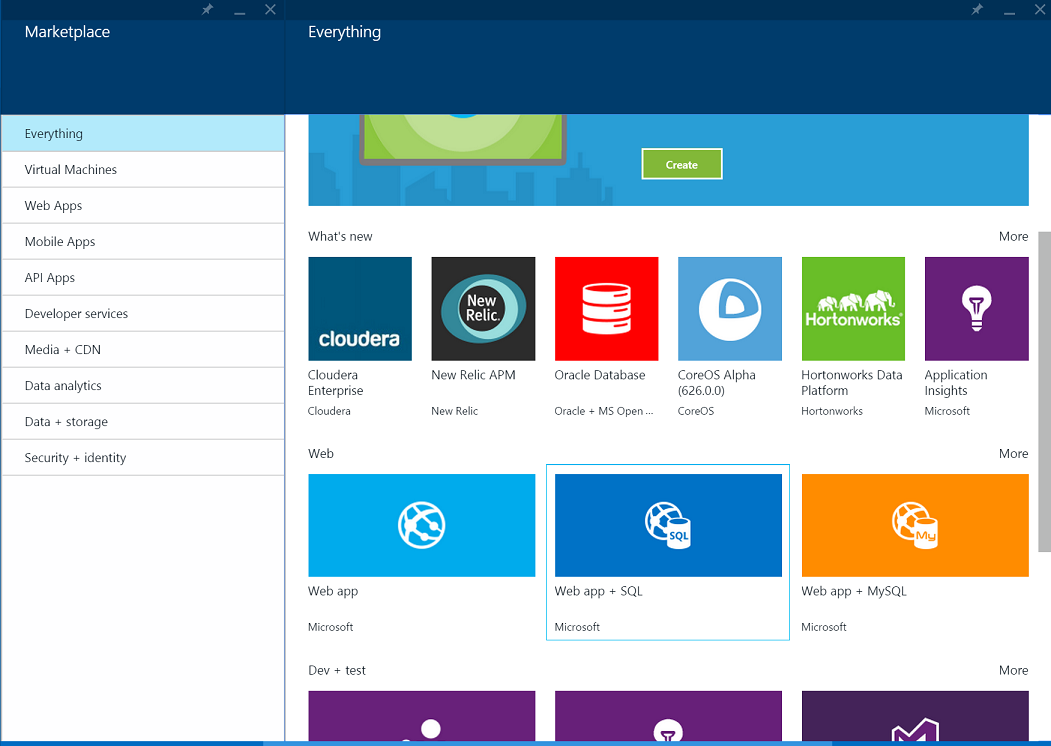 Marketplace
Everything
Everything
Virtual Machines
Web Apps
Mobile Apps
API Apps
Developer services
Media + CDN
Data analytics
Data + storage
Security + identity
Create
What's new
More
cloudera
New
Relic.
Hortonworks
Cloudera
Enterprise
Cloudera
New Relic APM
New Relic
Oracle Database
Oracle + MS Open ...
CoreOS Alpha
(626.0.0)
CoreOS
Hortonworks Data
Platform
Hortonworks
Application
Insights
Microsoft
Web
More
SQL
My
Web app
Microsoft
Web app + SQL
Microsoft
Web app + MySQL
Microsoft
Dev + test
More